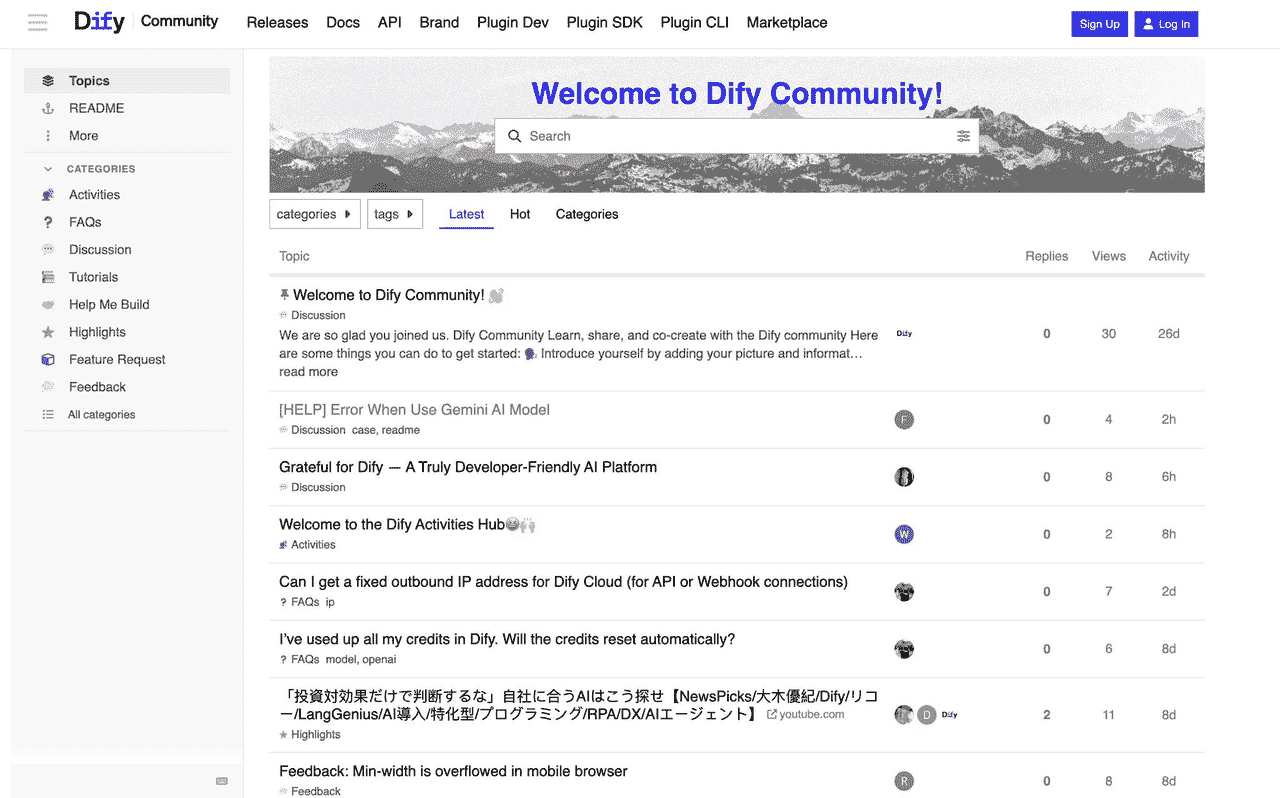 Dify Community Releases Docs API Brand Plugin Dev Plugin SDK Plugin CLI Marketplace Sign Up Log In
Topics
README
More
CATEGORIES
Activities
FAQs
Discussion
Tutorials
Help Me Build
Highlights
Feature Request
Feedback
All categories
Welcome to Dify Community!
Search
categories tags Latest Hot Categories
Topic Replies Views Activity
Welcome to Dify Community! 👋
Discussion
We are so glad you joined us. Dify Community Learn, share, and co-create with the Dify community Here Dify 0 30 26d
are some things you can do to get started: 🗣 Introduce yourself by adding your picture and informat…
read more
[HELP] Error When Use Gemini AI Model F 0 4 2h
Discussion case, readme
Grateful for Dify — A Truly Developer-Friendly AI Platform 0 8 6h
Discussion
Welcome to the Dify Activities Hub😆🙌 W 0 2 8h
Activities
Can I get a fixed outbound IP address for Dify Cloud (for API or Webhook connections) 0 7 2d
? FAQs ip
I've used up all my credits in Dify. Will the credits reset automatically? 0 6 8d
? FAQs model, openai
「投資対効果だけで判断するな」自社に合うAIはこう探せ【NewsPicks/大木優紀/Dify/リコ
ー/LangGenius/AI導入/特化型/プログラミング/RPA/DX/AIエージェント】 youtube.com D Dify 2 11 8d
Highlights
Feedback: Min-width is overflowed in mobile browser R 0 8 8d
Feedback